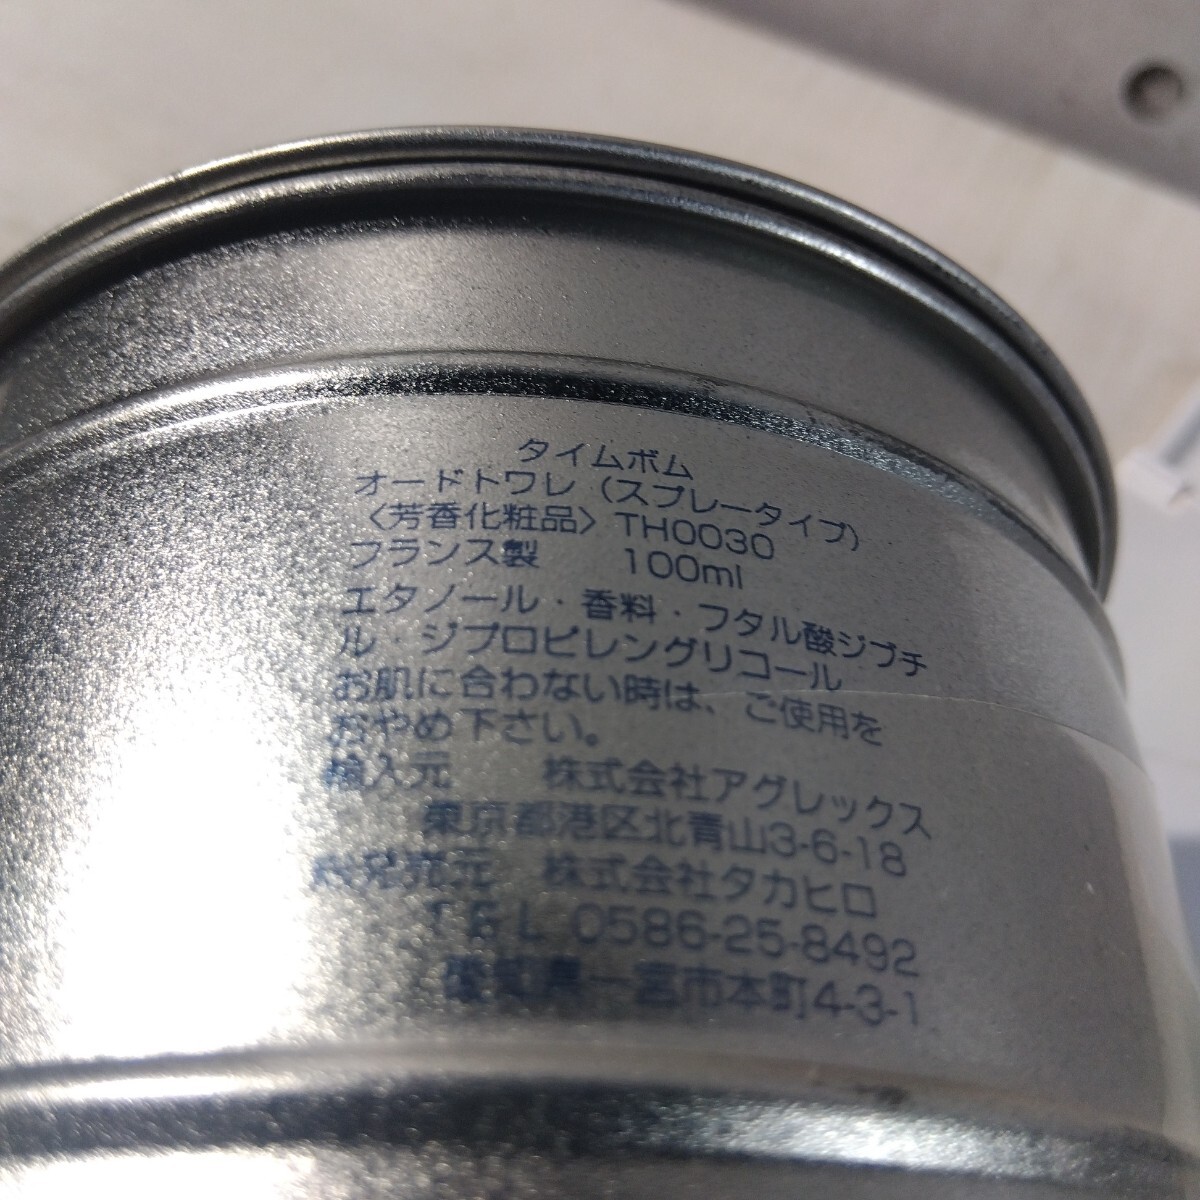 タイムボム
オードトワレ（スプレータイプ）
〈芳香化粧品〉TH0030
フランス製 100ml
エタノール・香料・フタル酸ジブチ
ル・ジプロピレングリコール
お肌に合わない時は、ご使用を
おやめ下さい。
輸入元 株式会社アグレックス
東京都港区北青山3-6-18
発売元 株式会社タカヒロ
TEL 0586-25-8492
愛知県一宮市本町4-3-1